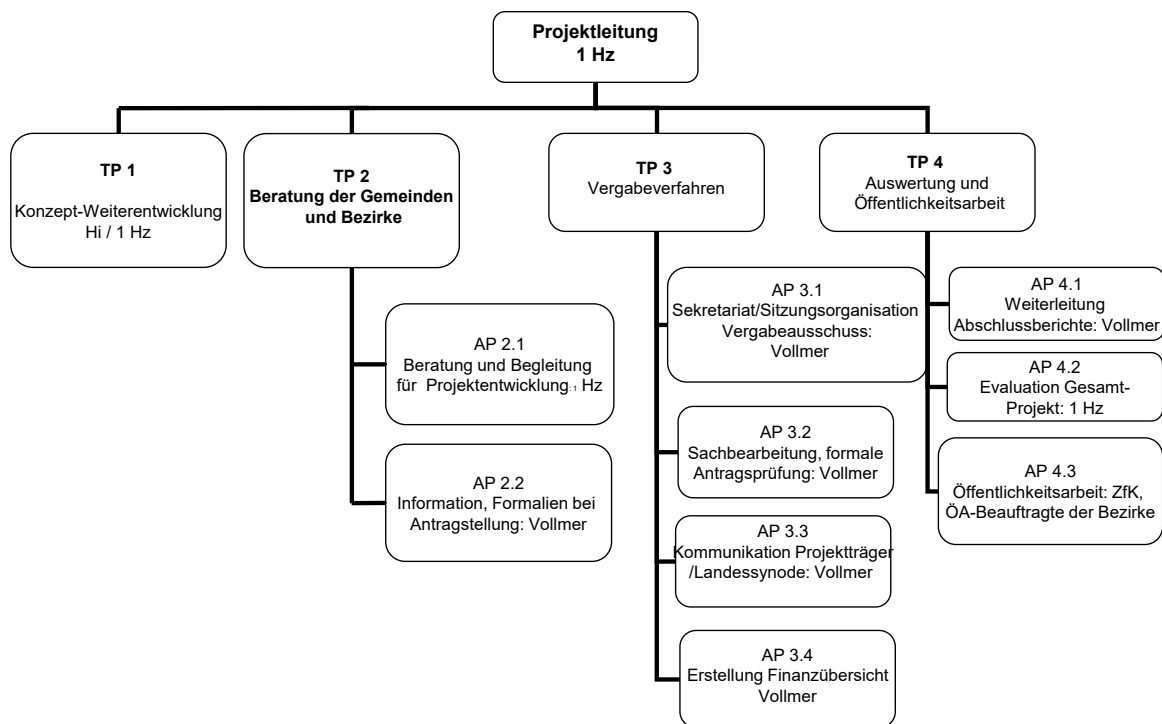 Projektleitung
1 Hz
TP 1
Konzept-Weiterentwicklung
Hi / 1 Hz
TP 2
Beratung der Gemeinden
und Bezirke
TP 3
Vergabeverfahren
TP 4
Auswertung und
Öffentlichkeitsarbeit
AP 2.1
Beratung und Begleitung
für Projektentwicklung: 1 Hz
AP 2.2
Information, Formalien bei
Antragstellung: Vollmer
AP 3.1
Sekretariat/Sitzungsorganisation
Vergabeausschuss:
Vollmer
AP 3.2
Sachbearbeitung, formale
Antragsprüfung: Vollmer
AP 3.3
Kommunikation Projektträger
/Landessynode: Vollmer
AP 3.4
Erstellung Finanzübersicht
Vollmer
AP 4.1
Weiterleitung
Abschlussberichte: Vollmer
AP 4.2
Evaluation Gesamt-
Projekt: 1 Hz
AP 4.3
Öffentlichkeitsarbeit: ZfK,
ÖA-Beauftragte der Bezirke